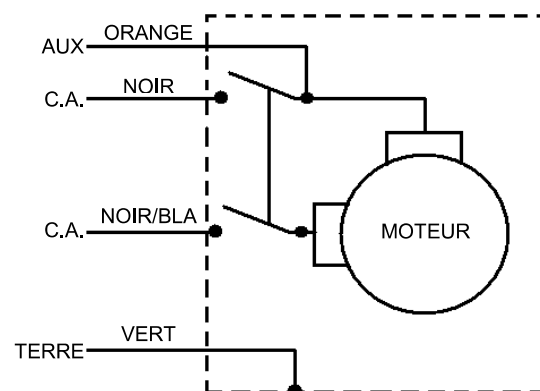 AUX ORANGE
C.A. NOIR
C.A. NOIR/BLA
MOTEUR
TERRE VERT